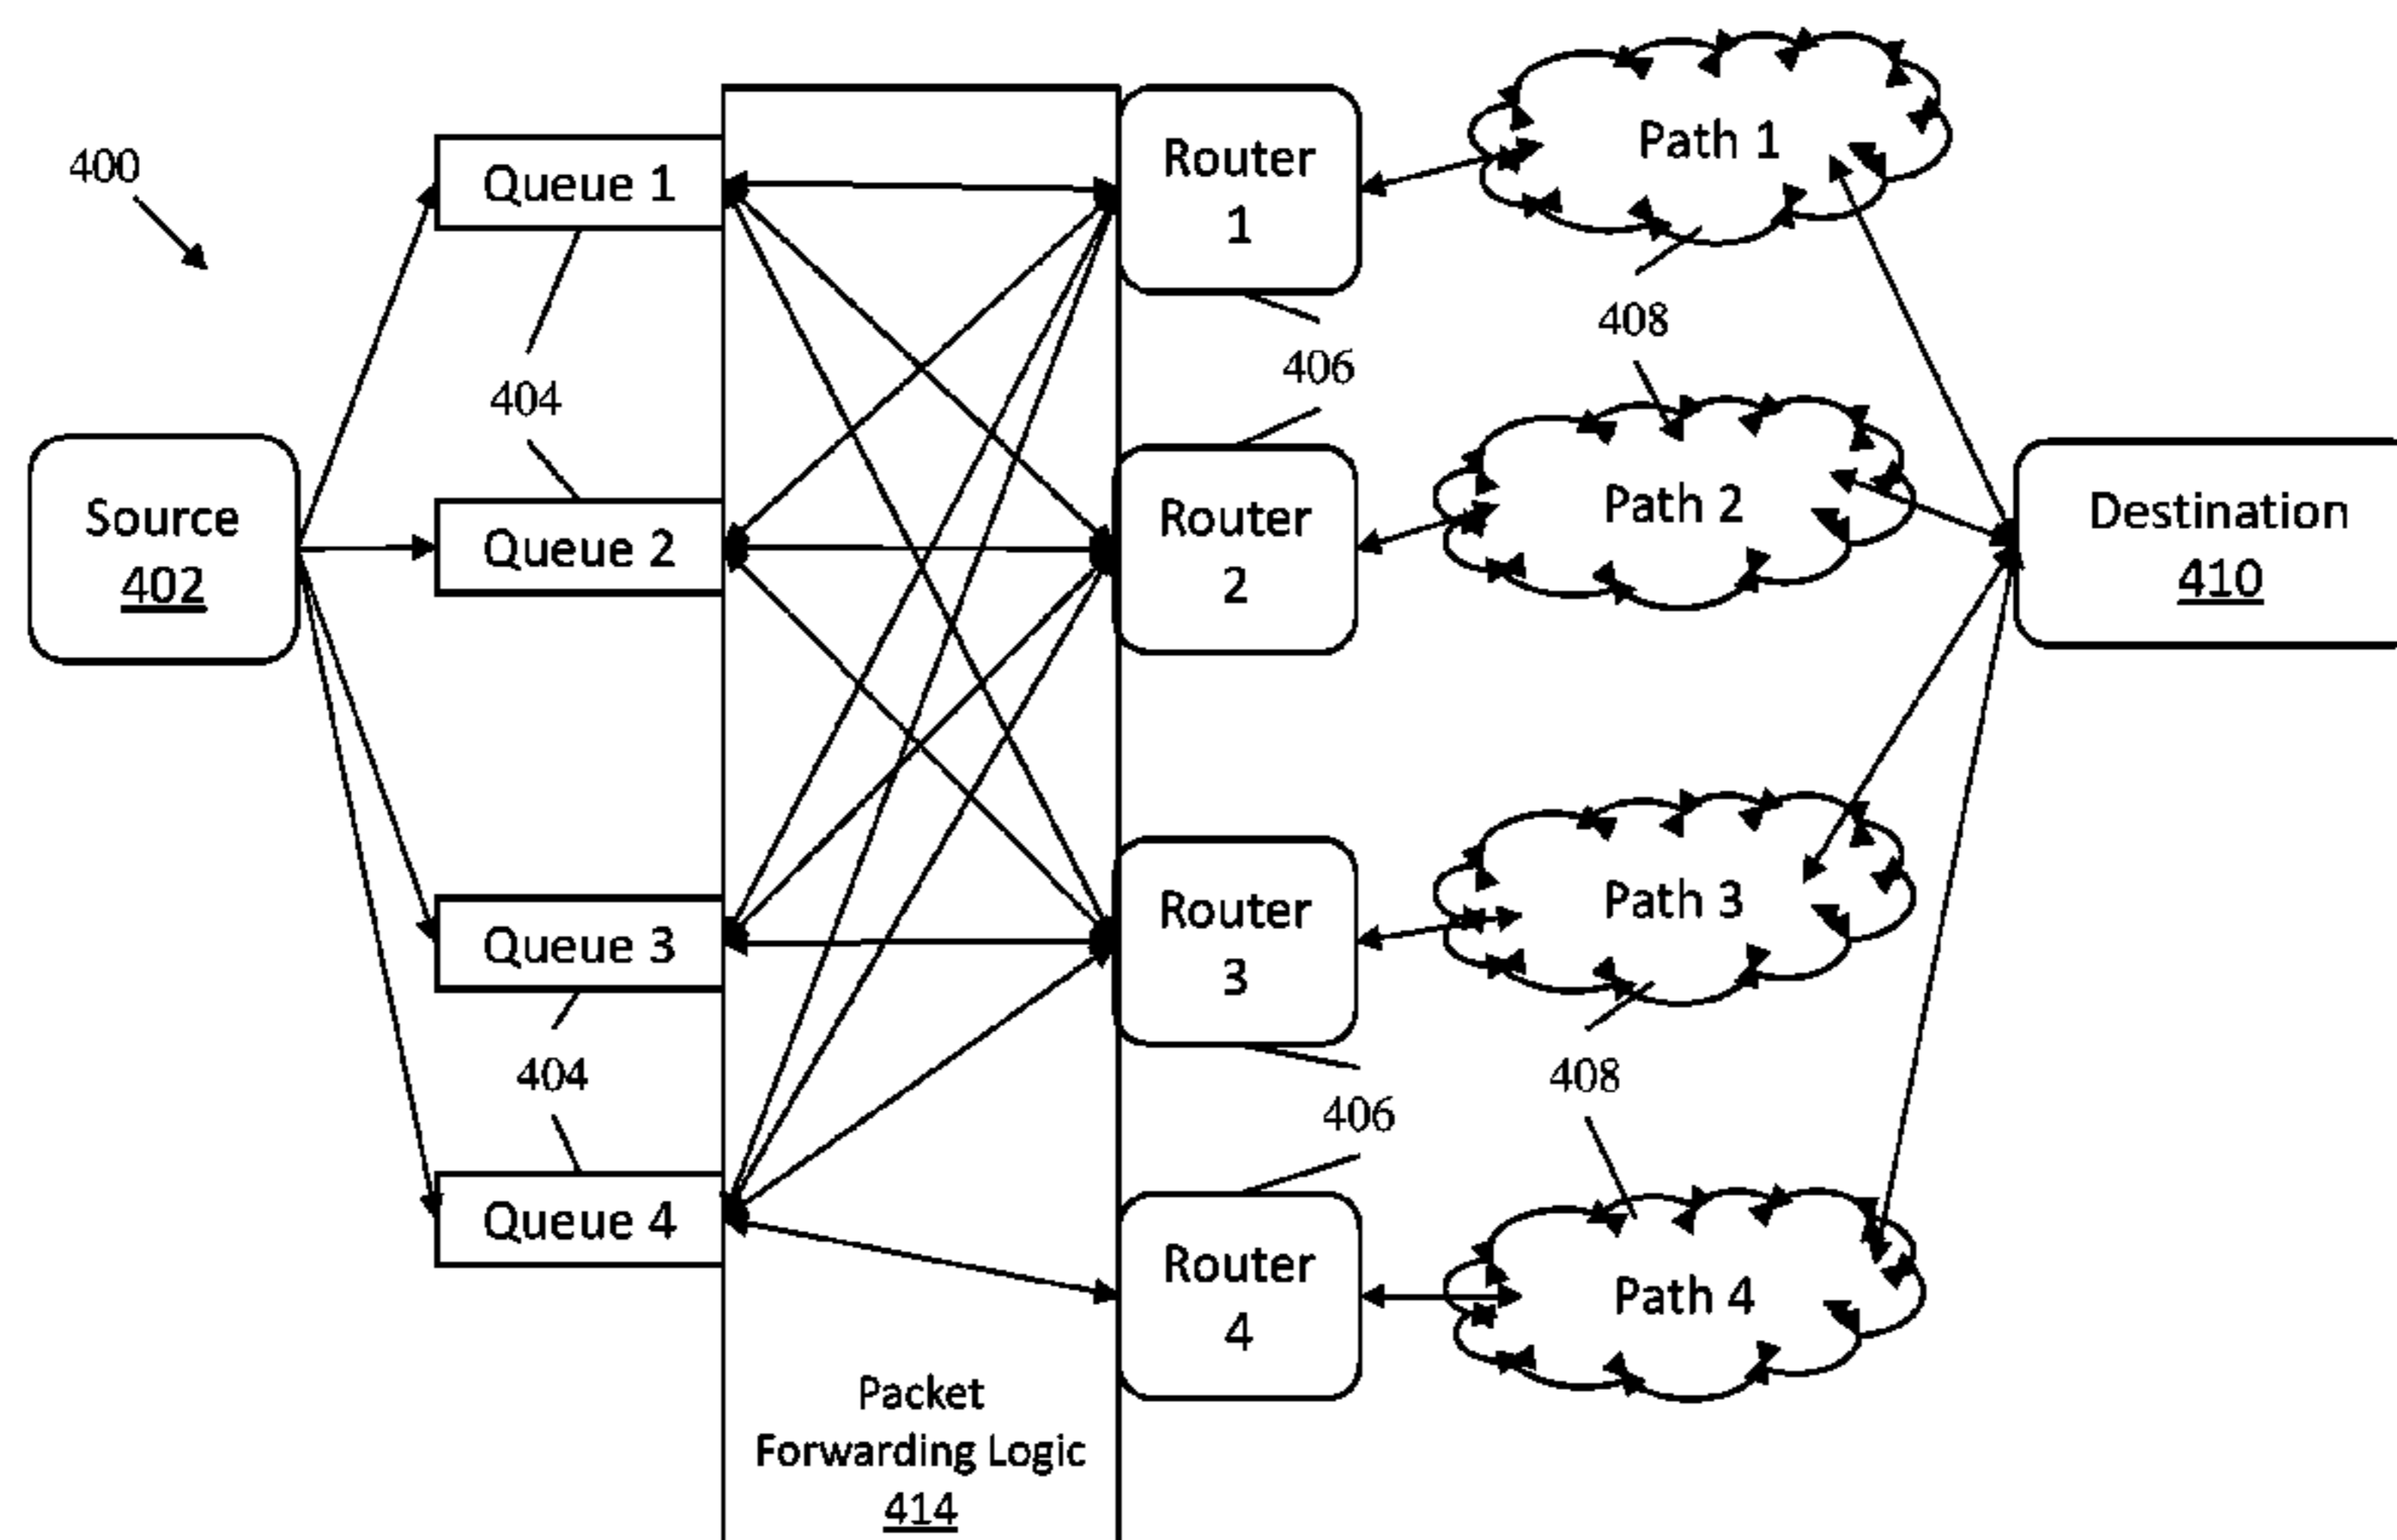 400
Source
402
Queue 1
404
Queue 2
Queue 3
404
Queue 4
Packet
Forwarding Logic
414
Router
1
406
Router
2
Router
3
406
Router
4
Path 1
408
Path 2
Path 3
408
Path 4
Destination
410